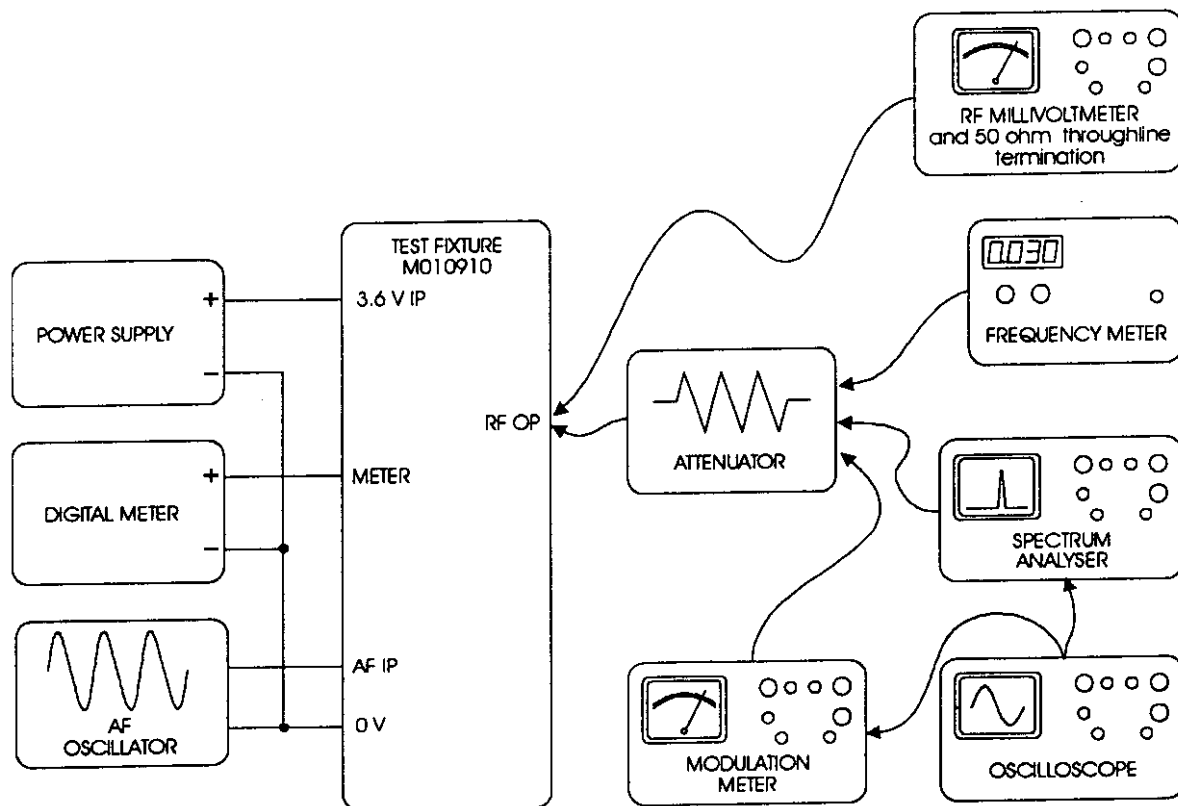 RF MILLIVOLTMETER
and 50 ohm throughline
termination
TEST FIXTURE
M010910
3.6 V IP
POWER SUPPLY
+
−
0.030
FREQUENCY METER
RF OP
ATTENUATOR
METER
DIGITAL METER
+
−
SPECTRUM
ANALYSER
AF IP
0 V
AF
OSCILLATOR
MODULATION
METER
OSCILLOSCOPE